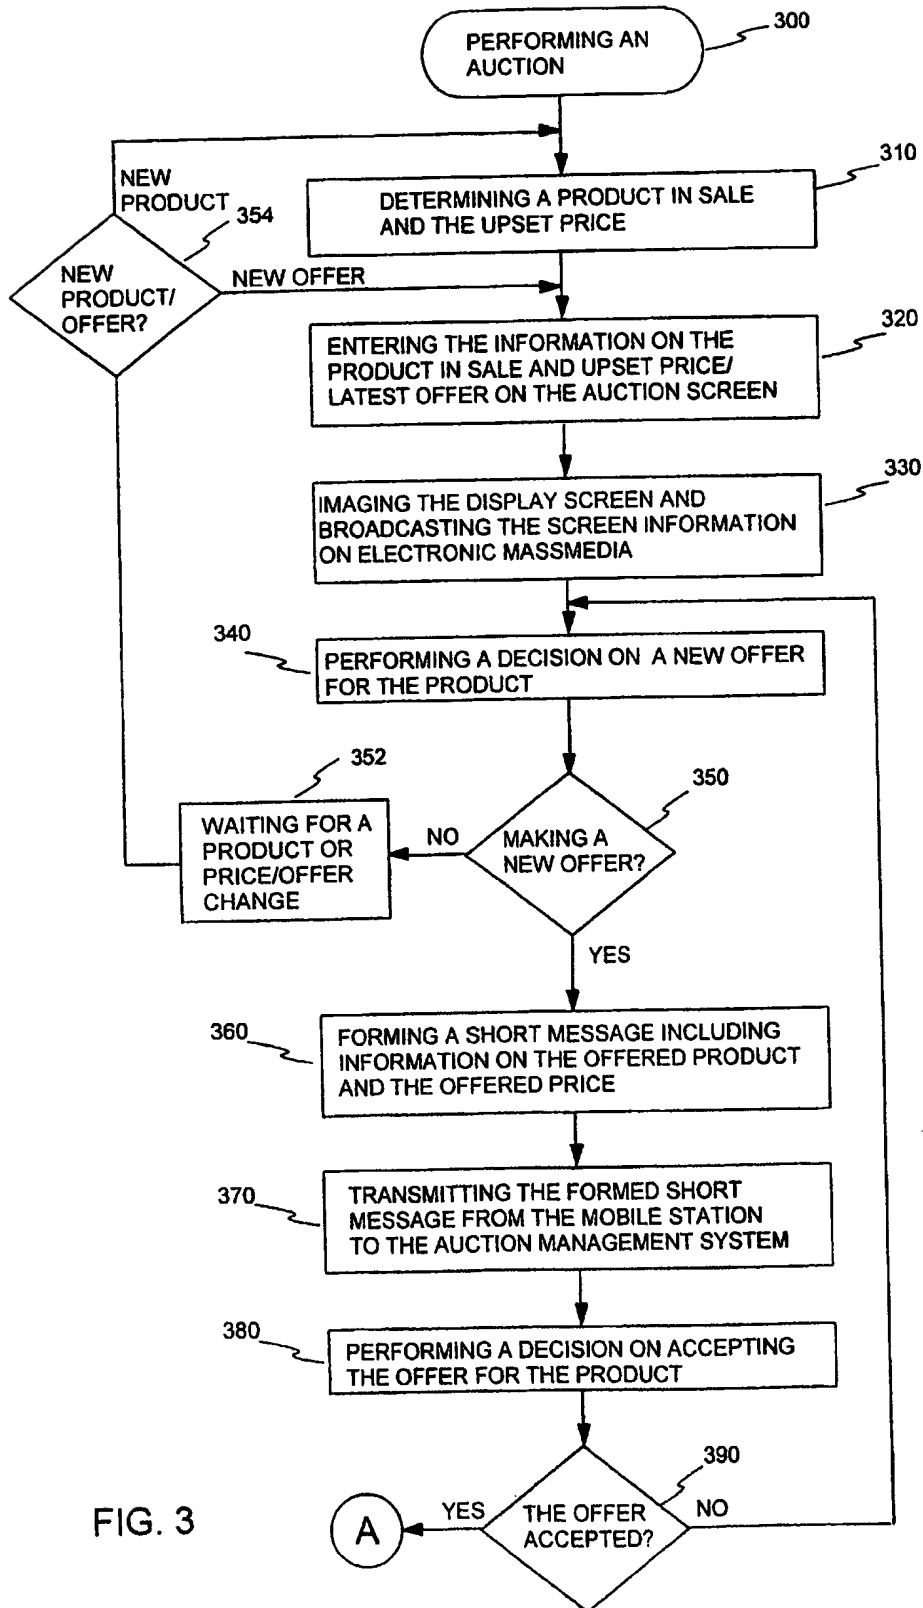 PERFORMING AN
AUCTION
300
NEW
PRODUCT
354
310
DETERMINING A PRODUCT IN SALE
AND THE UPSET PRICE
NEW
PRODUCT/
OFFER?
NEW OFFER
320
ENTERING THE INFORMATION ON THE
PRODUCT IN SALE AND UPSET PRICE/
LATEST OFFER ON THE AUCTION SCREEN
330
IMAGING THE DISPLAY SCREEN AND
BROADCASTING THE SCREEN INFORMATION
ON ELECTRONIC MASSMEDIA
340
PERFORMING A DECISION ON A NEW OFFER
FOR THE PRODUCT
352
350
WAITING FOR A
PRODUCT OR
PRICE/OFFER
CHANGE
NO
MAKING A
NEW OFFER?
YES
360
FORMING A SHORT MESSAGE INCLUDING
INFORMATION ON THE OFFERED PRODUCT
AND THE OFFERED PRICE
370
TRANSMITTING THE FORMED SHORT
MESSAGE FROM THE MOBILE STATION
TO THE AUCTION MANAGEMENT SYSTEM
380
PERFORMING A DECISION ON ACCEPTING
THE OFFER FOR THE PRODUCT
390
FIG. 3
A
YES
THE OFFER
ACCEPTED?
NO